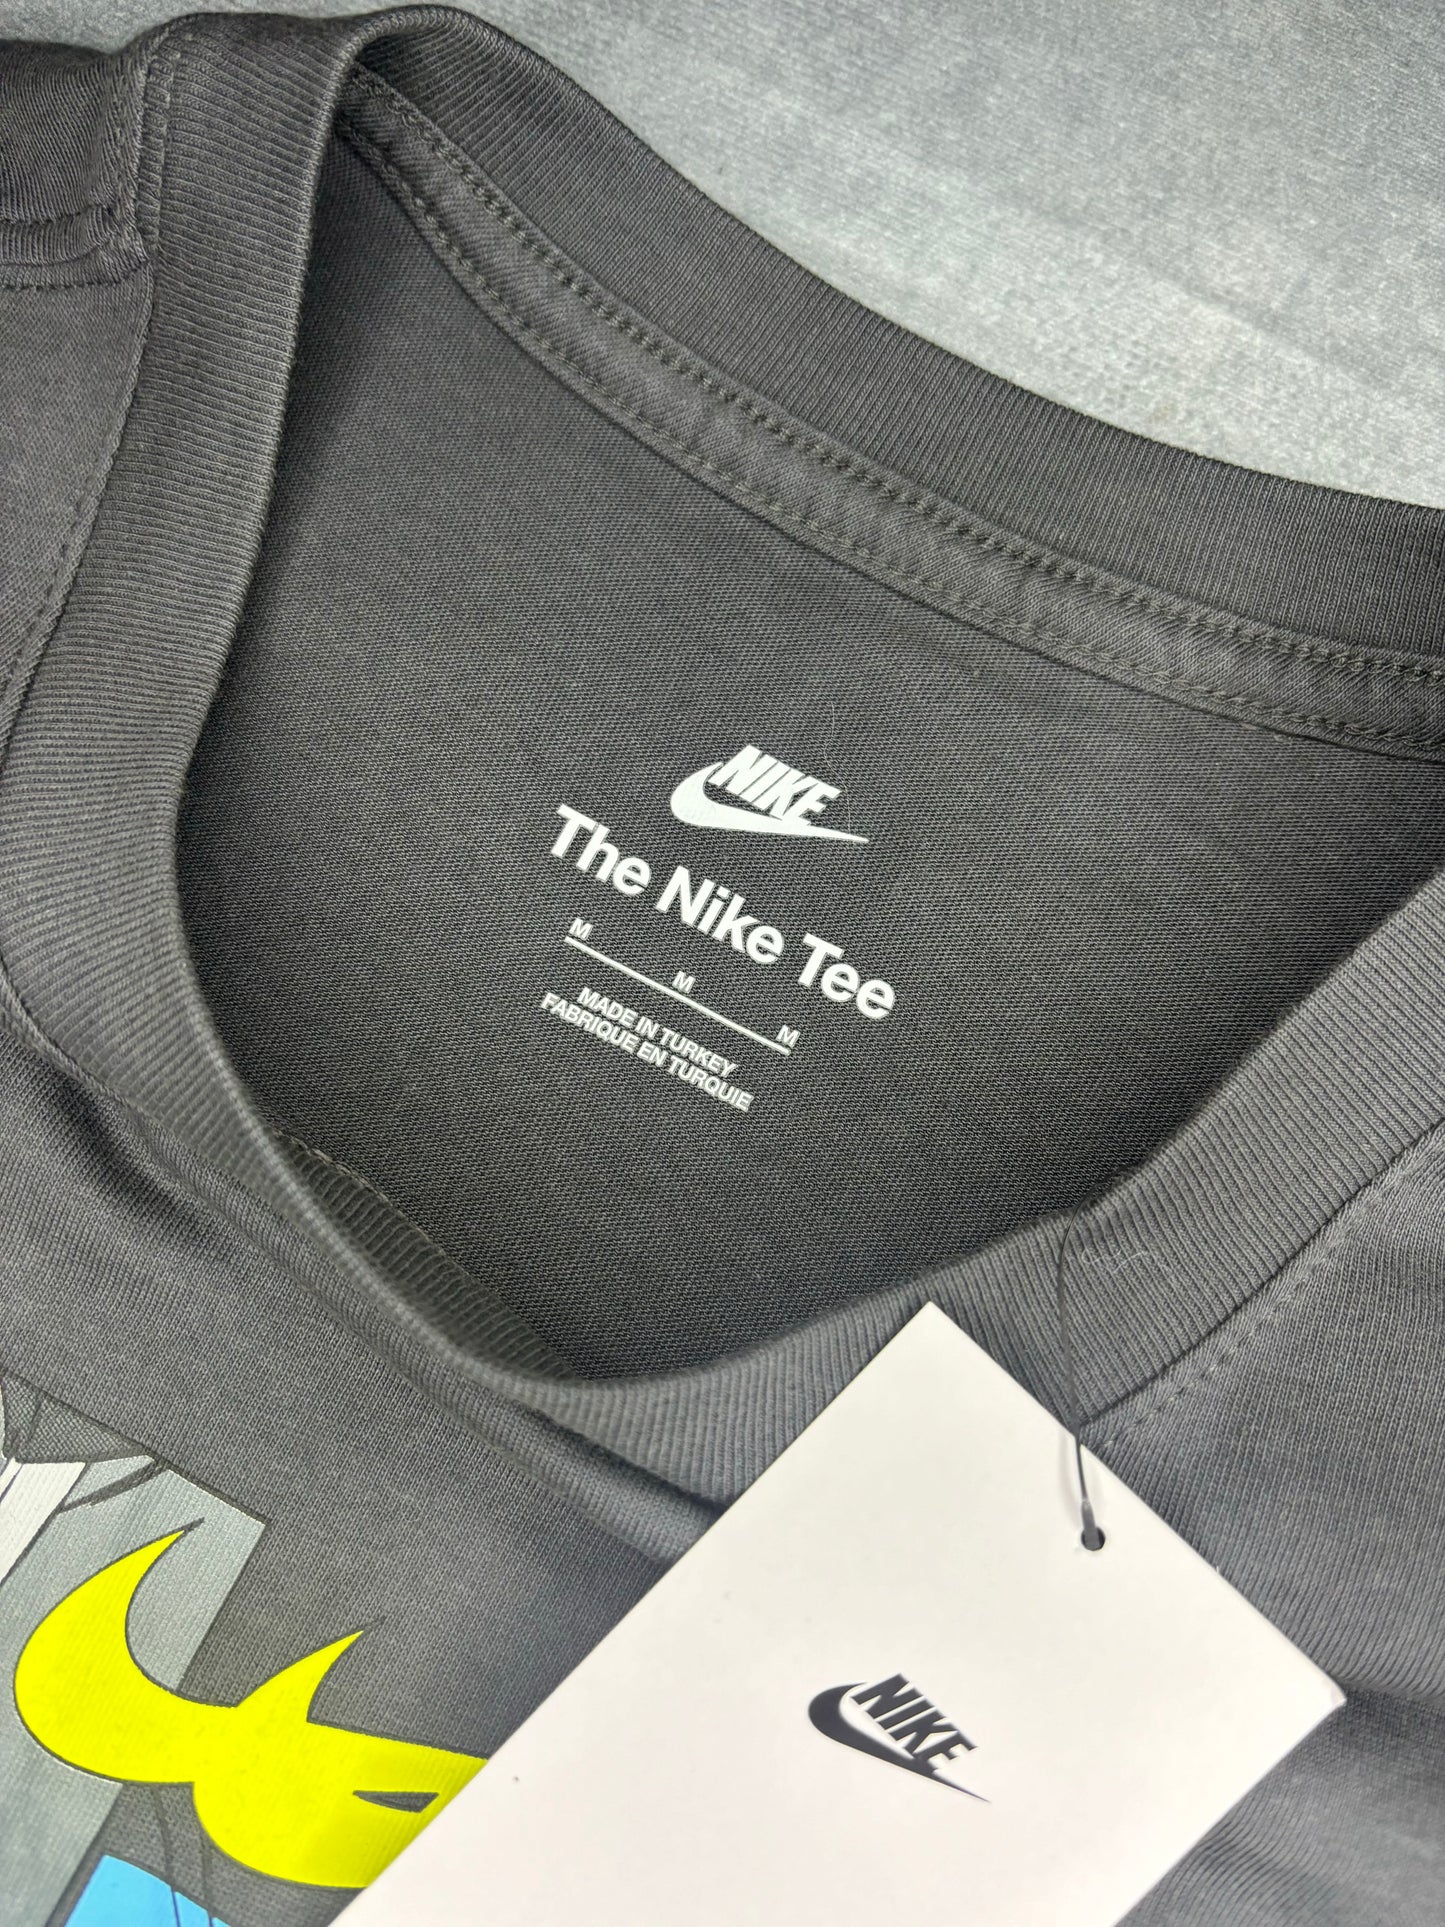 NIKE
The Nike Tee
M M M
MADE IN TURKEY
FABRIQUE EN TURQUIE
NIKE